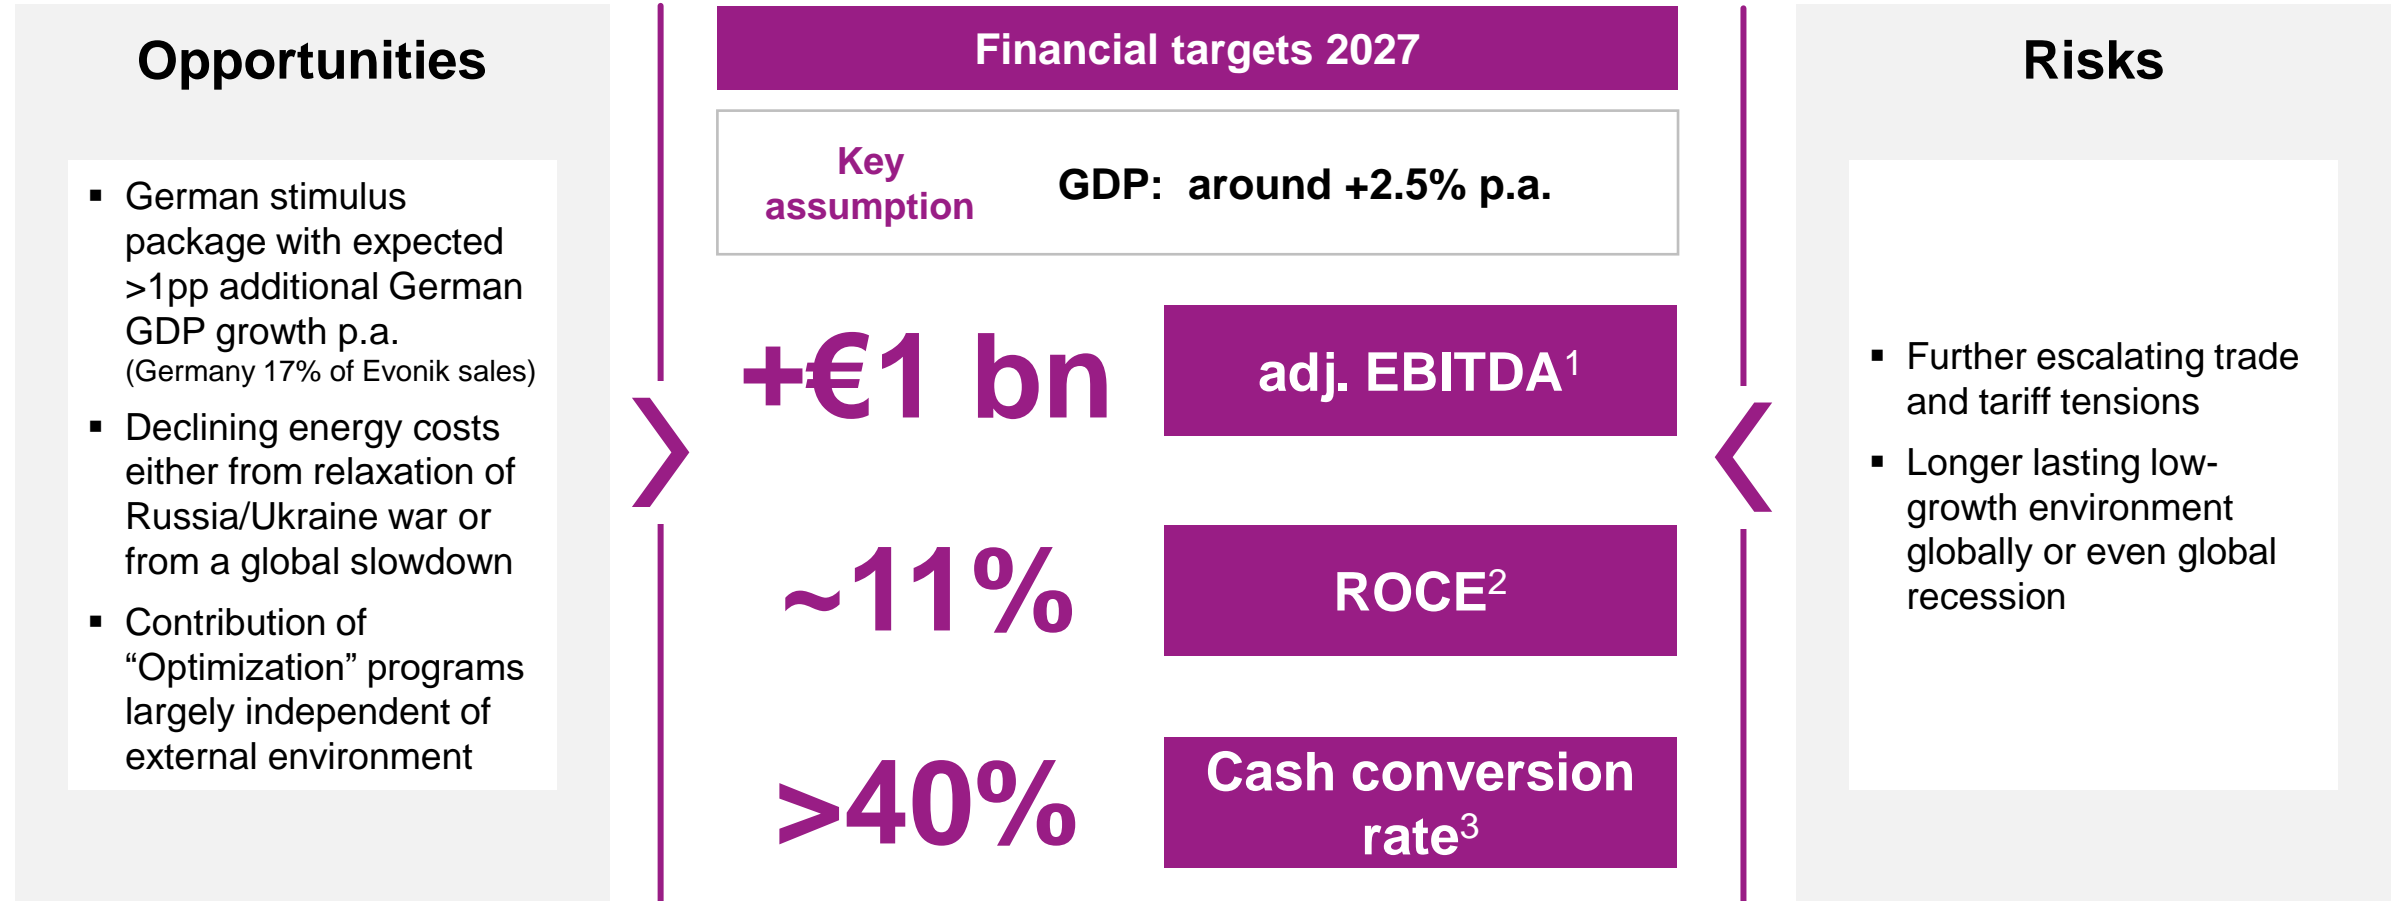 Opportunities
▪ German stimulus
package with expected
>1pp additional German
GDP growth p.a.
(Germany 17% of Evonik sales)
▪ Declining energy costs
either from relaxation of
Russia/Ukraine war or
from a global slowdown
▪ Contribution of
“Optimization” programs
largely independent of
external environment
Financial targets 2027
Key
assumption
GDP: around +2.5% p.a.
+€1 bn
adj. EBITDA¹
~11%
ROCE²
>40%
Cash conversion
rate³
Risks
▪ Further escalating trade
and tariff tensions
▪ Longer lasting low-
growth environment
globally or even global
recession